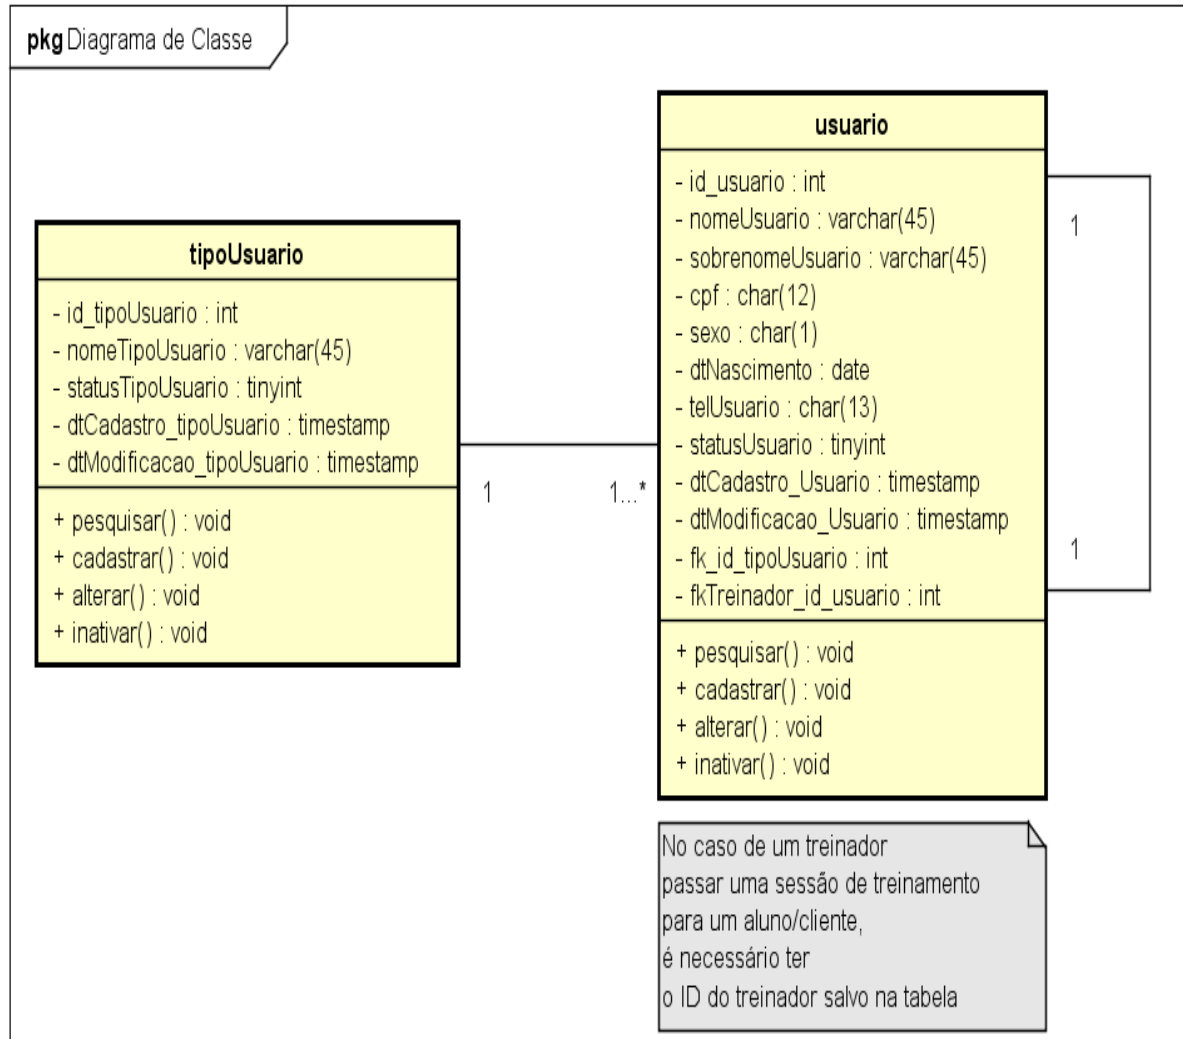 pkg Diagrama de Classe
tipoUsuario
- id_tipoUsuario : int
- nomeTipoUsuario : varchar(45)
- statusTipoUsuario : tinyint
- dtCadastro_tipoUsuario : timestamp
- dtModificacao_tipoUsuario : timestamp
+ pesquisar() : void
+ cadastrar() : void
+ alterar() : void
+ inativar() : void
1
1...*
usuario
- id_usuario : int
- nomeUsuario : varchar(45)
- sobrenomeUsuario : varchar(45)
- cpf : char(12)
- sexo : char(1)
- dtNascimento : date
- telUsuario : char(13)
- statusUsuario : tinyint
- dtCadastro_Usuario : timestamp
- dtModificacao_Usuario : timestamp
- fk_id_tipoUsuario : int
- fkTreinador_id_usuario : int
+ pesquisar() : void
+ cadastrar() : void
+ alterar() : void
+ inativar() : void
1
1
No caso de um treinador
passar uma sessão de treinamento
para um aluno/cliente,
é necessário ter
o ID do treinador salvo na tabela